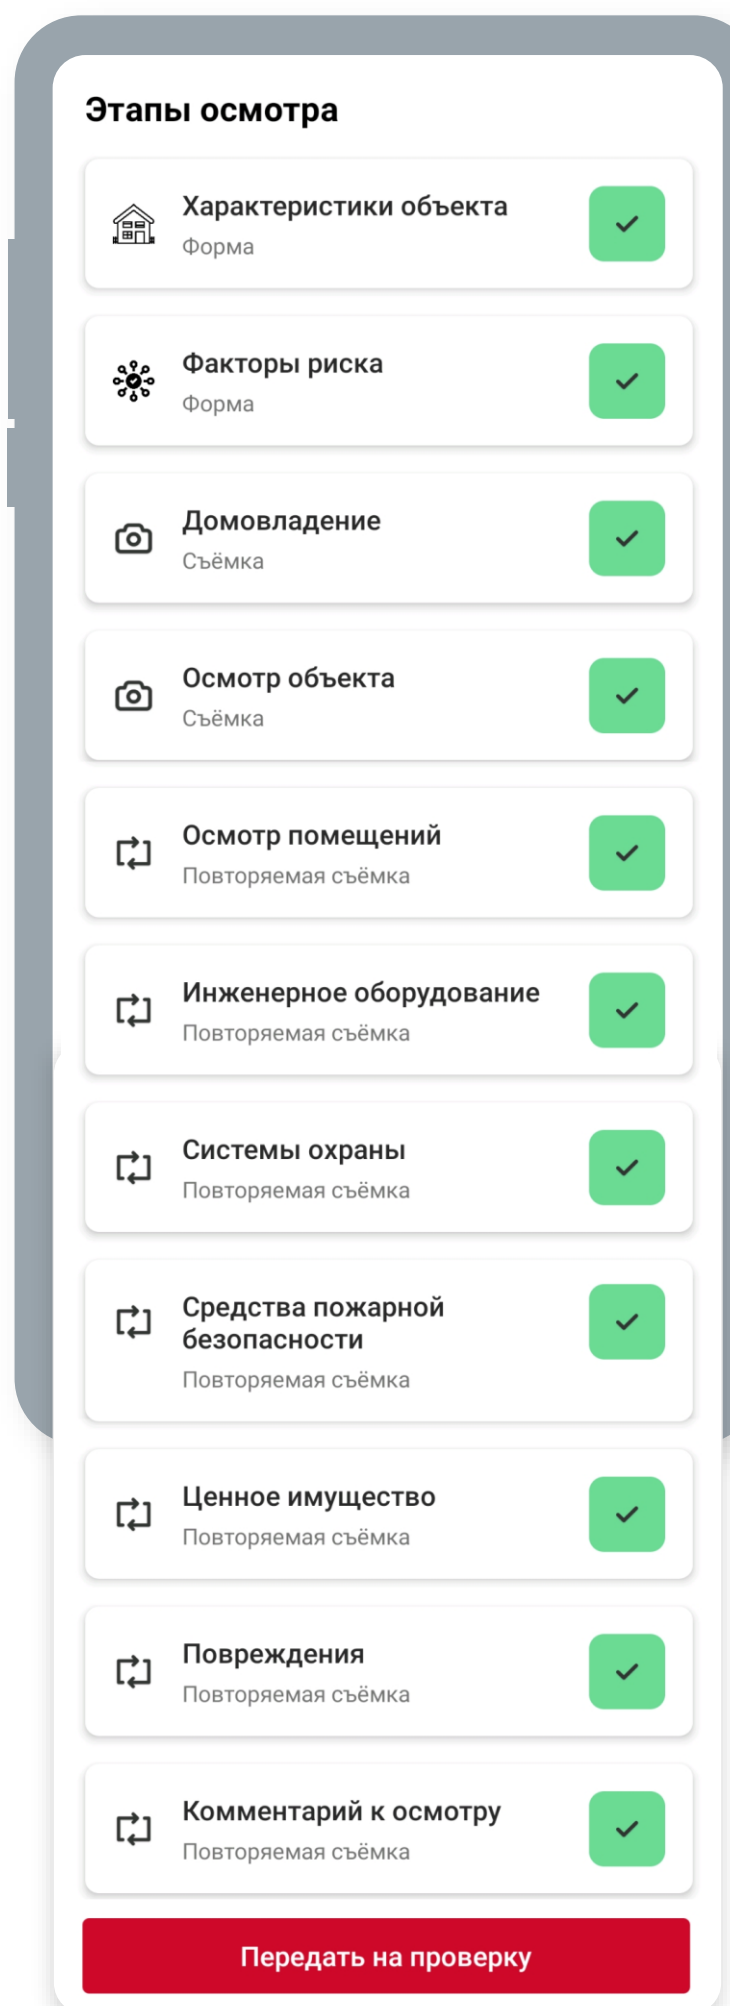 Этапы осмотра
Характеристики объекта
Форма
Факторы риска
Форма
Домовладение
Съёмка
Осмотр объекта
Съёмка
Осмотр помещений
Повторяемая съёмка
Инженерное оборудование
Повторяемая съёмка
Системы охраны
Повторяемая съёмка
Средства пожарной
безопасности
Повторяемая съёмка
Ценное имущество
Повторяемая съёмка
Повреждения
Повторяемая съёмка
Комментарий к осмотру
Повторяемая съёмка
Передать на проверку